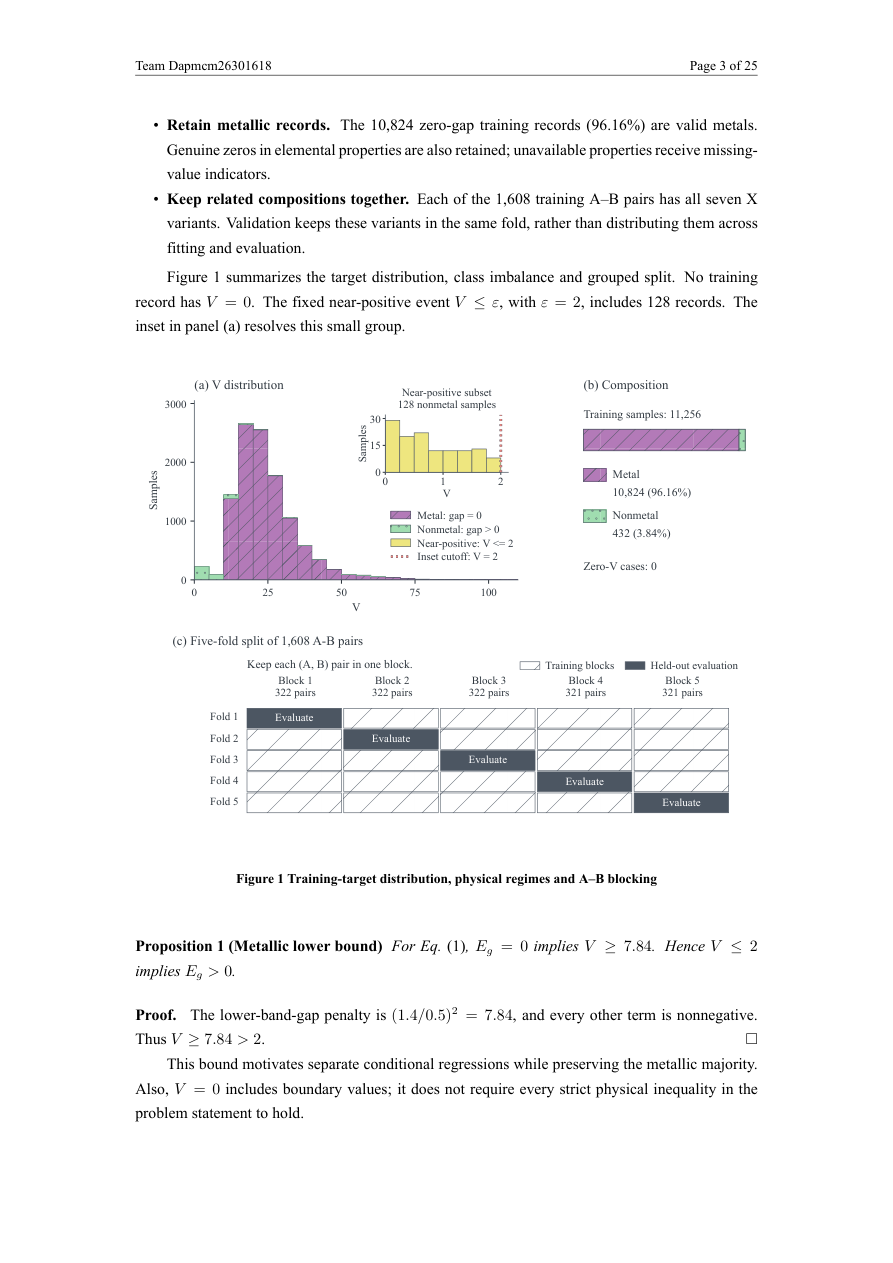 Team Dapmcm26301618 Page 3 of 25
• Retain metallic records. The 10,824 zero-gap training records (96.16%) are valid metals.
Genuine zeros in elemental properties are also retained; unavailable properties receive missing-
value indicators.
• Keep related compositions together. Each of the 1,608 training A–B pairs has all seven X
variants. Validation keeps these variants in the same fold, rather than distributing them across
fitting and evaluation.
Figure 1 summarizes the target distribution, class imbalance and grouped split. No training
record has V = 0. The fixed near-positive event V ≤ ε, with ε = 2, includes 128 records. The
inset in panel (a) resolves this small group.
(a) V distribution
3000
2000
1000
0
Samples
0 25 50 75 100
V
Near-positive subset
128 nonmetal samples
30
15
0
Samples
0 1 2
V
Metal: gap = 0
Nonmetal: gap > 0
Near-positive: V <= 2
Inset cutoff: V = 2
(b) Composition
Training samples: 11,256
Metal
10,824 (96.16%)
Nonmetal
432 (3.84%)
Zero-V cases: 0
(c) Five-fold split of 1,608 A-B pairs
Keep each (A, B) pair in one block. Training blocks Held-out evaluation
Block 1 Block 2 Block 3 Block 4 Block 5
322 pairs 322 pairs 322 pairs 321 pairs 321 pairs
Fold 1 Evaluate
Fold 2 Evaluate
Fold 3 Evaluate
Fold 4 Evaluate
Fold 5 Evaluate
Figure 1 Training-target distribution, physical regimes and A–B blocking
Proposition 1 (Metallic lower bound) For Eq. (1), E_g = 0 implies V ≥ 7.84. Hence V ≤ 2
implies E_g > 0.
Proof. The lower-band-gap penalty is (1.4/0.5)² = 7.84, and every other term is nonnegative.
Thus V ≥ 7.84 > 2. □
This bound motivates separate conditional regressions while preserving the metallic majority.
Also, V = 0 includes boundary values; it does not require every strict physical inequality in the
problem statement to hold.